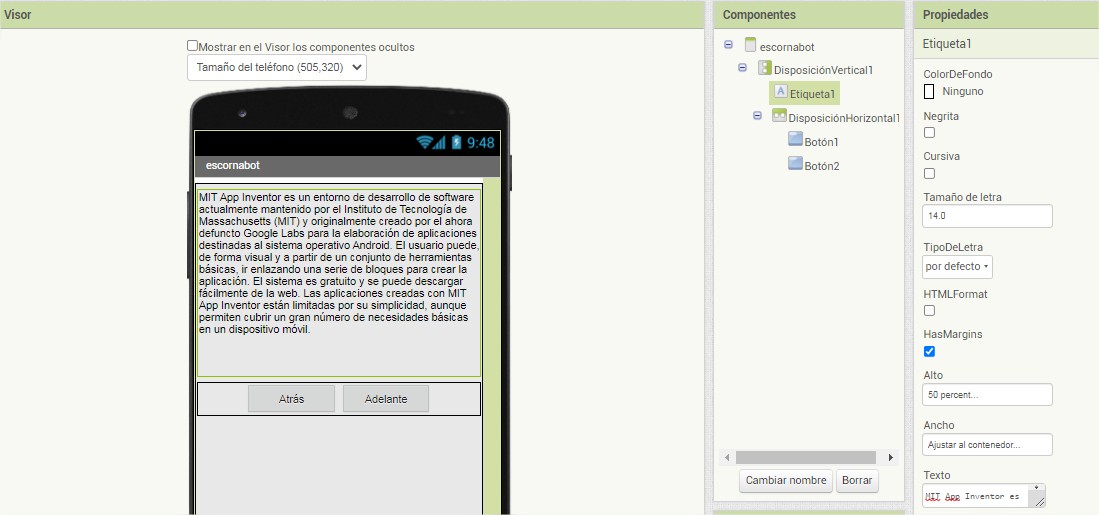 Visor
Mostrar en el Visor los componentes ocultos
Tamaño del teléfono (505,320)
9:48
escornabot
MIT App Inventor es un entorno de desarrollo de software
actualmente mantenido por el Instituto de Tecnología de
Massachusetts (MIT) y originalmente creado por el ahora
defuncto Google Labs para la elaboración de aplicaciones
destinadas al sistema operativo Android. El usuario puede,
de forma visual y a partir de un conjunto de herramientas
básicas, ir enlazando una serie de bloques para crear la
aplicación. El sistema es gratuito y se puede descargar
fácilmente de la web. Las aplicaciones creadas con MIT
App Inventor están limitadas por su simplicidad, aunque
permiten cubrir un gran número de necesidades básicas
en un dispositivo móvil.
Atrás Adelante
Componentes
escornabot
DisposiciónVertical1
A Etiqueta1
DisposiciónHorizontal1
Botón1
Botón2
Cambiar nombre Borrar
Propiedades
Etiqueta1
ColorDeFondo
Ninguno
Negrita
Cursiva
Tamaño de letra
14.0
TipoDeLetra
por defecto
HTMLFormat
HasMargins
Alto
50 percent...
Ancho
Ajustar al contenedor...
Texto
MIT App Inventor es